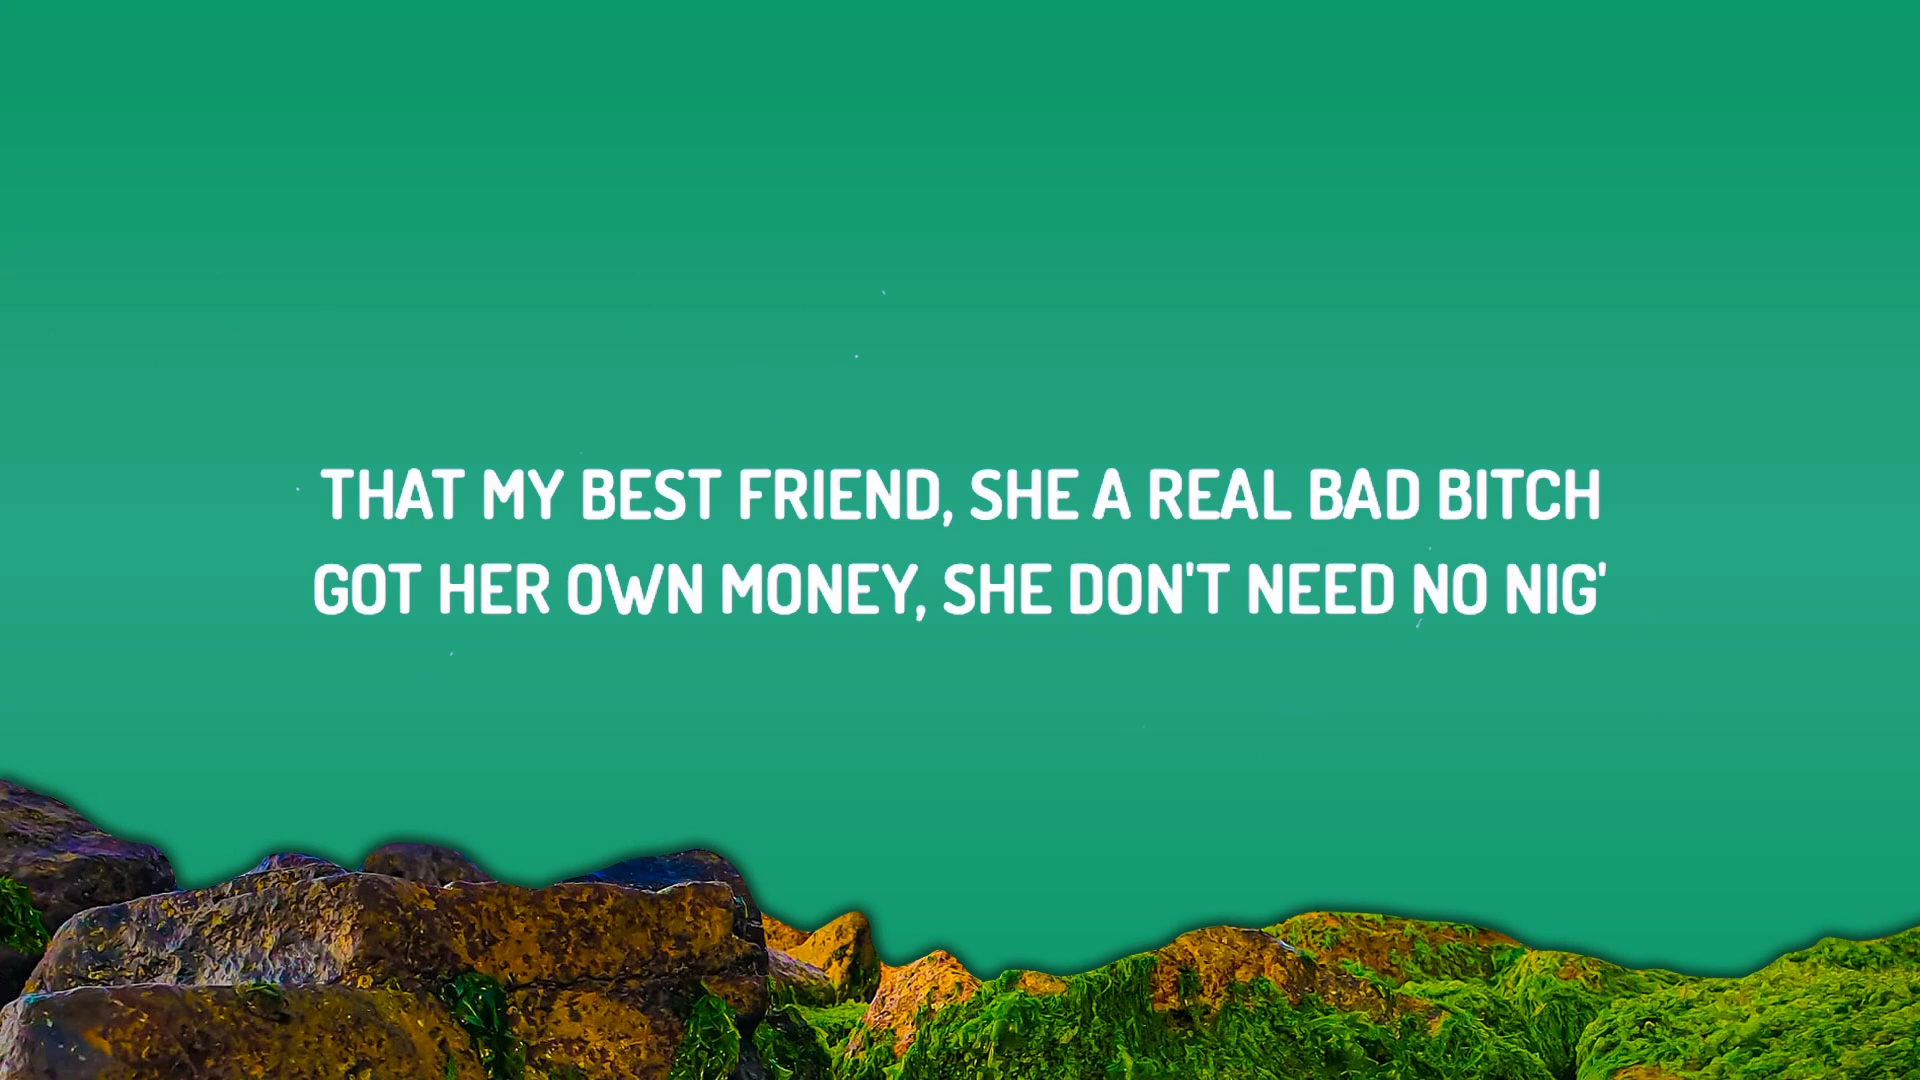 THAT MY BEST FRIEND, SHE A REAL BAD BITCH
GOT HER OWN MONEY, SHE DON'T NEED NO NIG'